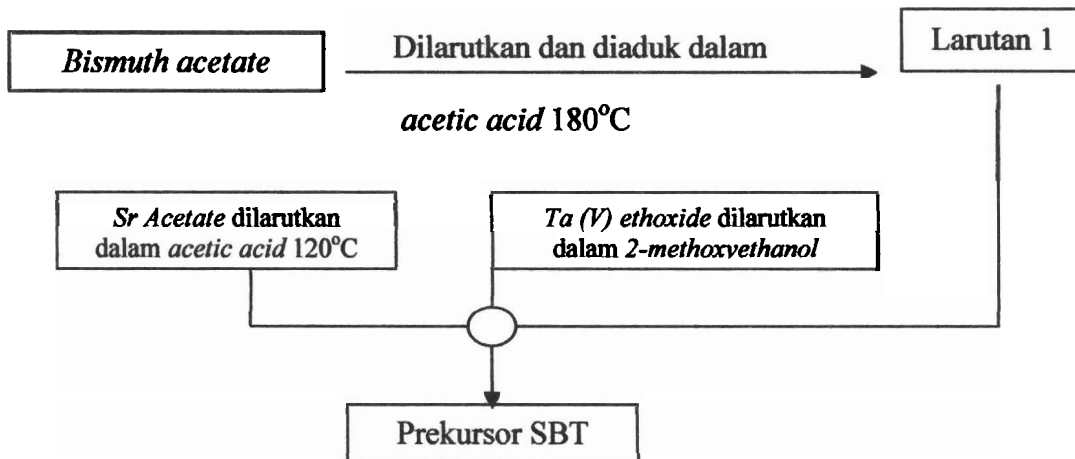 Bismuth acetate
Dilarutkan dan diaduk dalam
acetic acid 180°C
Larutan 1
Sr Acetate dilarutkan
dalam acetic acid 120°C
Ta (V) ethoxide dilarutkan
dalam 2-methoxvethanol
Prekursor SBT